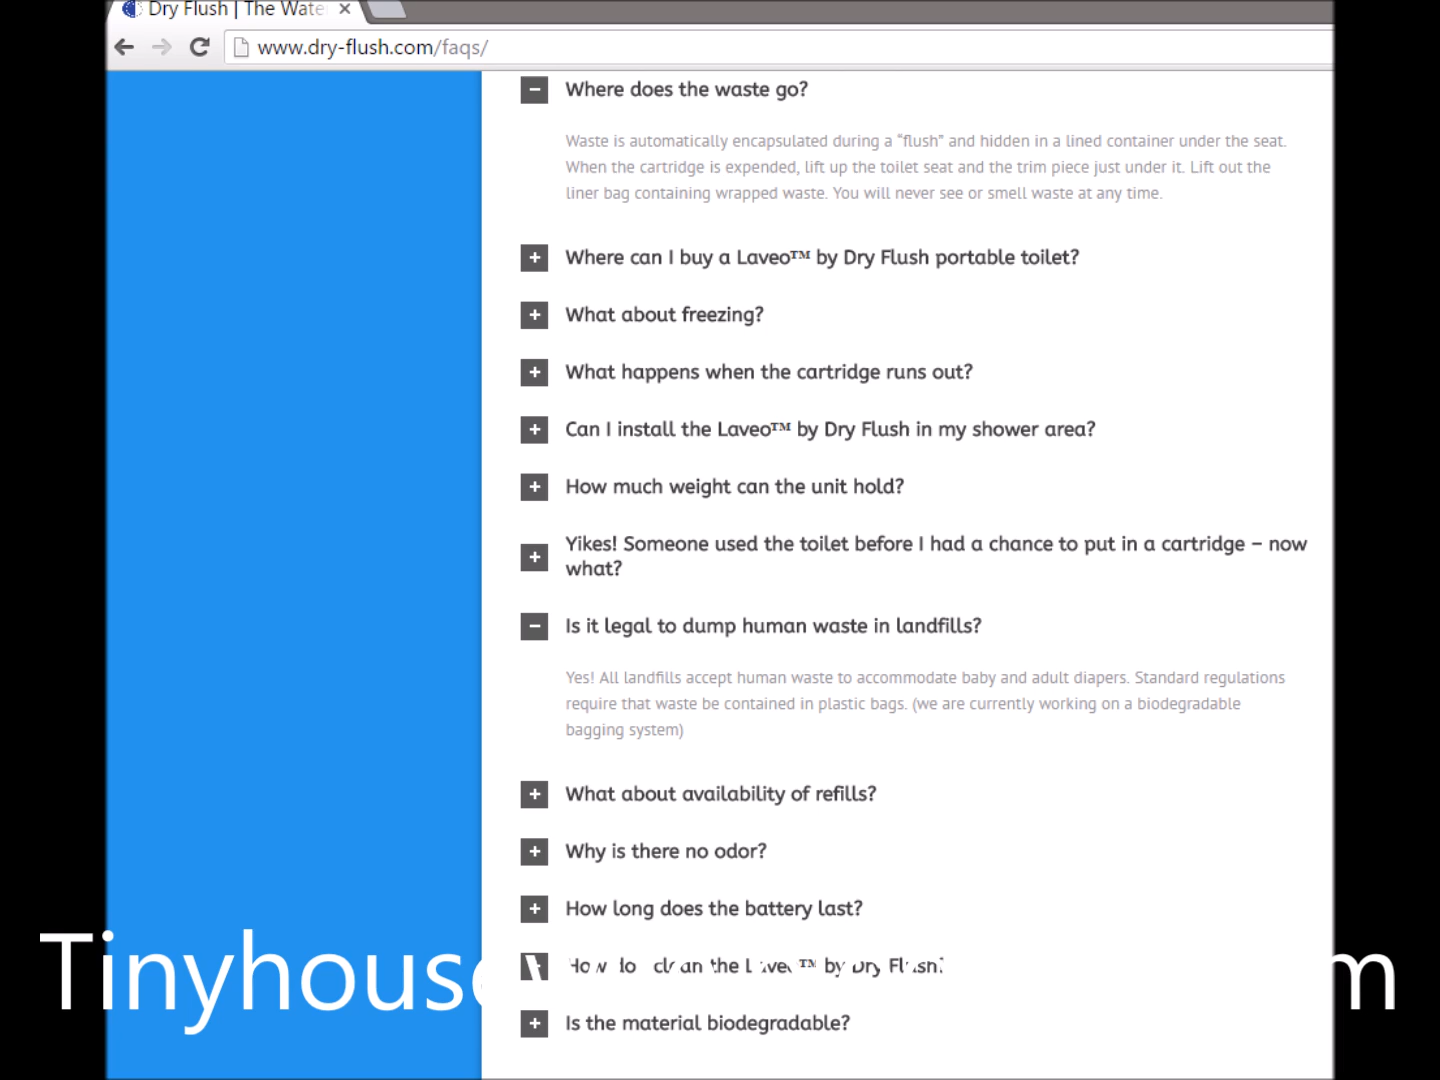 Dry Flush | The Wate
www.dry-flush.com/faqs/
Where does the waste go?
Waste is automatically encapsulated during a “flush” and hidden in a lined container under the seat.
When the cartridge is expended, lift up the toilet seat and the trim piece just under it. Lift out the
liner bag containing wrapped waste. You will never see or smell waste at any time.
Where can I buy a Laveo™ by Dry Flush portable toilet?
What about freezing?
What happens when the cartridge runs out?
Can I install the Laveo™ by Dry Flush in my shower area?
How much weight can the unit hold?
Yikes! Someone used the toilet before I had a chance to put in a cartridge – now
what?
Is it legal to dump human waste in landfills?
Yes! All landfills accept human waste to accommodate baby and adult diapers. Standard regulations
require that waste be contained in plastic bags. (we are currently working on a biodegradable
bagging system)
What about availability of refills?
Why is there no odor?
How long does the battery last?
How do clean the Laveo™ by Dry Flush?
Is the material biodegradable?
Tinyhouse